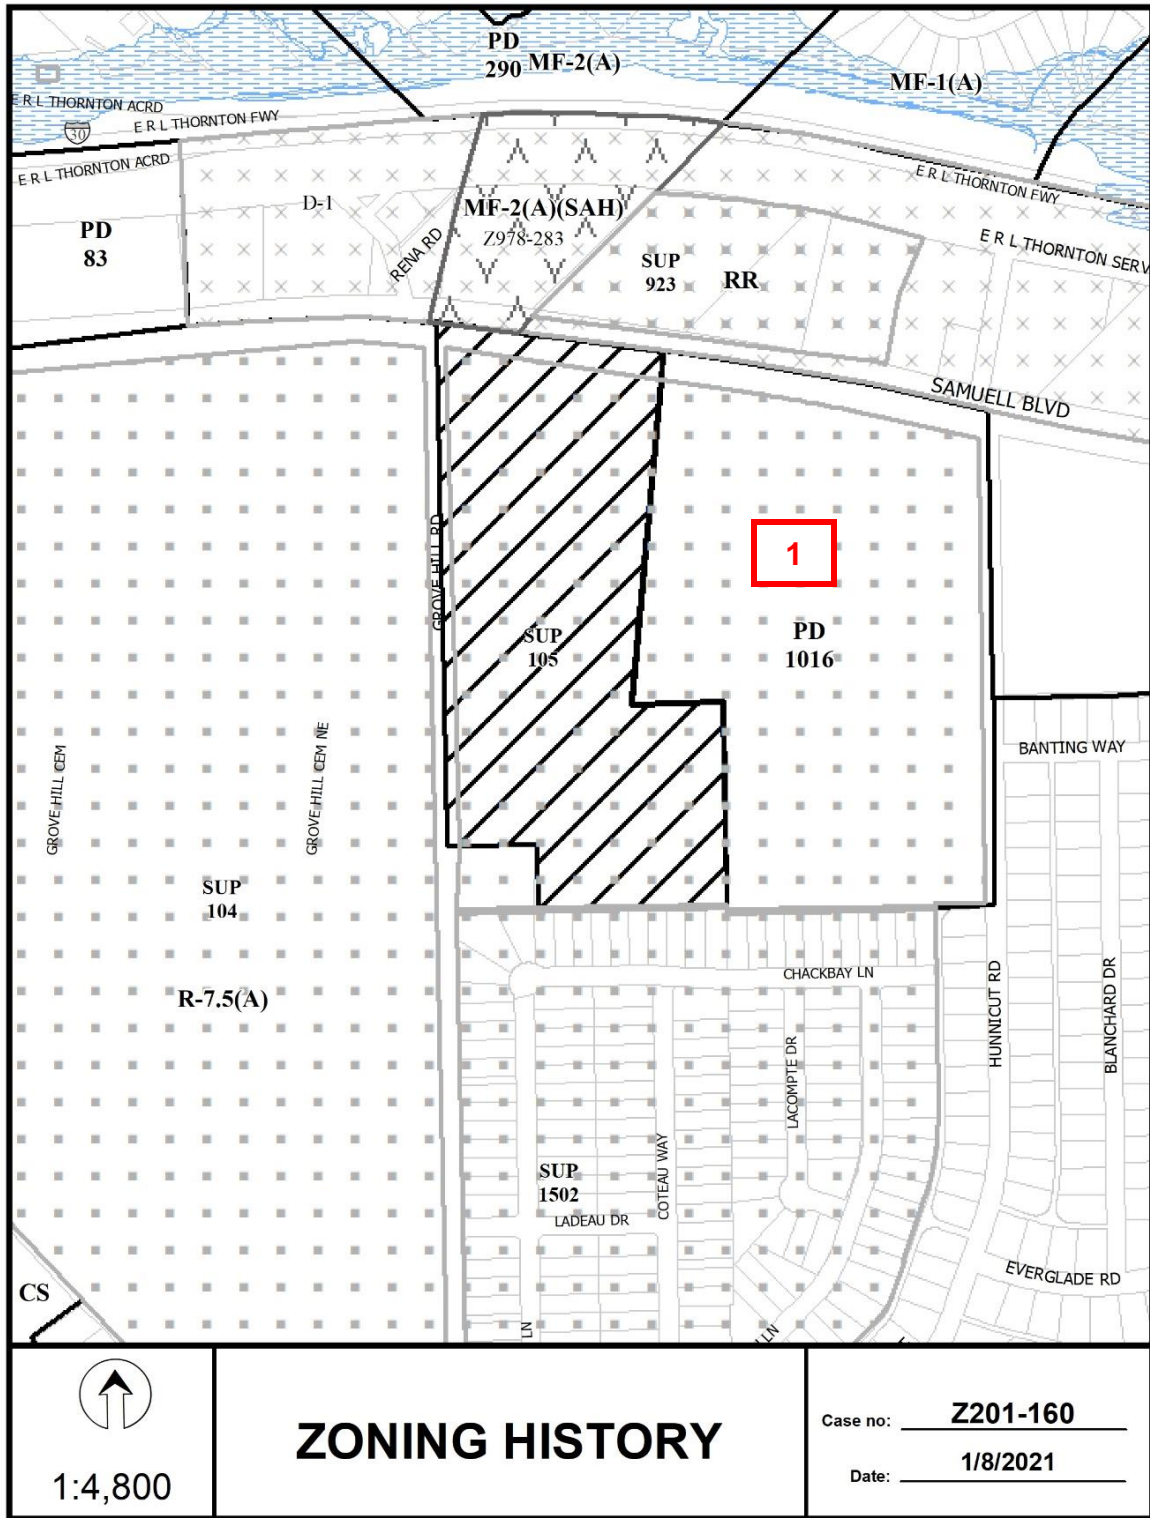 PD
290 MF-2(A)
MF-1(A)
E R L THORNTON ACRD
E R L THORNTON FWY
30
E R L THORNTON ACRD
E R L THORNTON FWY
D-1
MF-2(A)(SAH)
Z978-283
PD
83
RENA RD
SUP
923
RR
E R L THORNTON SERV
SAMUELL BLVD
GROVE HILL RD
1
SUP
105
PD
1016
GROVE HILL CEM
GROVE HILL CEM NE
BANTING WAY
SUP
104
R-7.5(A)
CHACKBAY LN
HUNNICUT RD
BLANCHARD DR
LACOMPTE DR
COTEAU WAY
SUP
1502
LADEAU DR
EVERGLADE RD
CS
LN
LN
1:4,800
ZONING HISTORY
Case no: Z201-160
Date: 1/8/2021